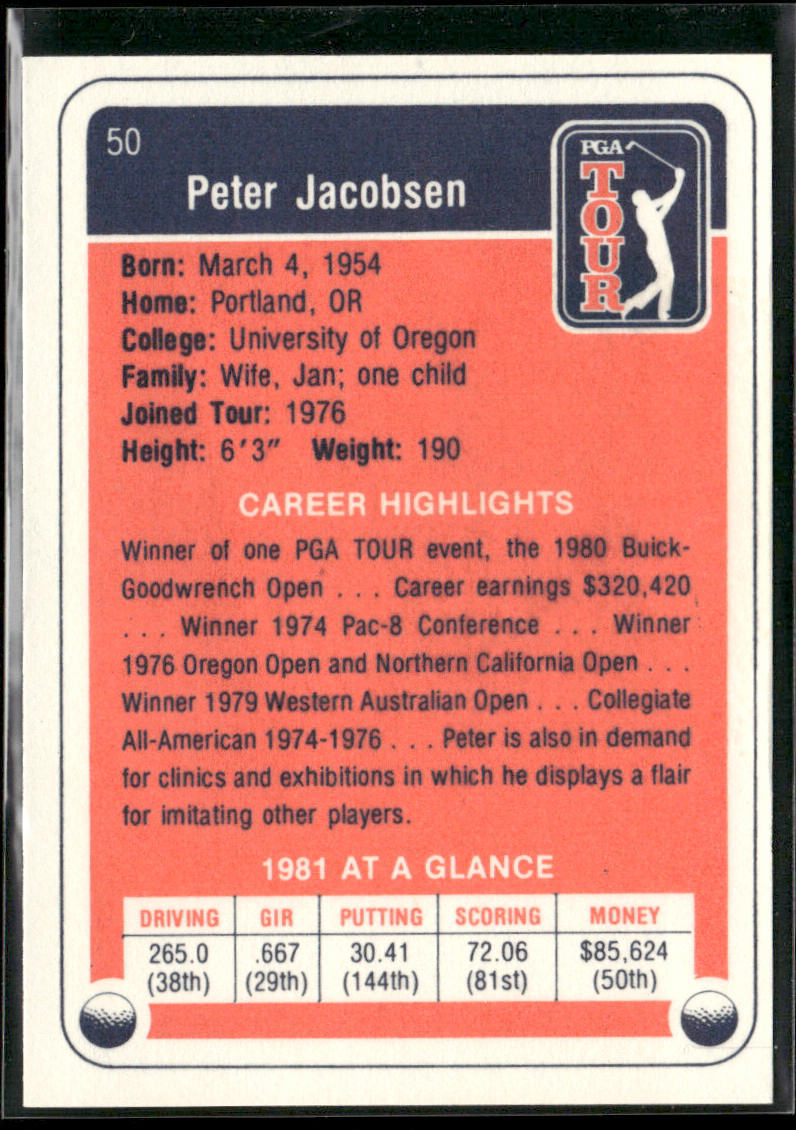 50
Peter Jacobsen
PGA
TOUR
Born: March 4, 1954
Home: Portland, OR
College: University of Oregon
Family: Wife, Jan; one child
Joined Tour: 1976
Height: 6'3" Weight: 190
CAREER HIGHLIGHTS
Winner of one PGA TOUR event, the 1980 Buick-
Goodwrench Open . . . Career earnings $320,420
. . . Winner 1974 Pac-8 Conference . . . Winner
1976 Oregon Open and Northern California Open . . .
Winner 1979 Western Australian Open . . . Collegiate
All-American 1974-1976 . . . Peter is also in demand
for clinics and exhibitions in which he displays a flair
for imitating other players.
1981 AT A GLANCE
DRIVING GIR PUTTING SCORING MONEY
265.0 .667 30.41 72.06 $85,624
(38th) (29th) (144th) (81st) (50th)